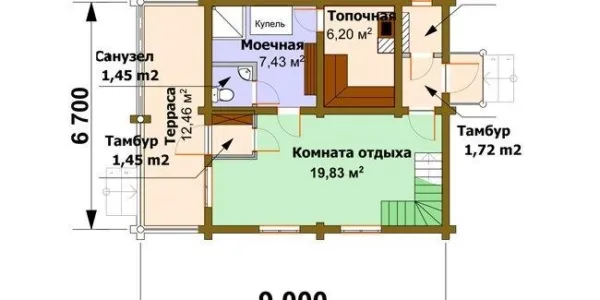 Санузел
1,45 m2
Купель
Моечная
7,43 м²
Топочная
6,20 м²
Терраса
12,46 м²
6 700
Тамбур
1,45 m2
Комната отдыха
19,83 м²
Тамбур
1,72 m2
9 000